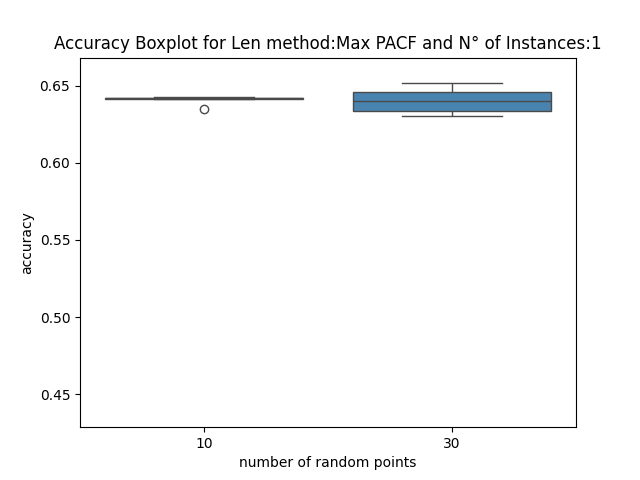 Accuracy Boxplot for Len method:Max PACF and N° of Instances:1
accuracy
0.65
0.60
0.55
0.50
0.45
10
30
number of random points